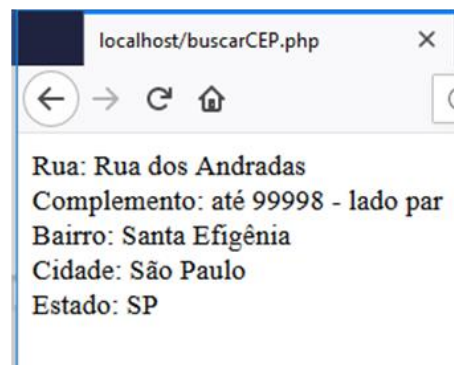 localhost/buscarCEP.php
Rua: Rua dos Andradas
Complemento: até 99998 - lado par
Bairro: Santa Efigênia
Cidade: São Paulo
Estado: SP